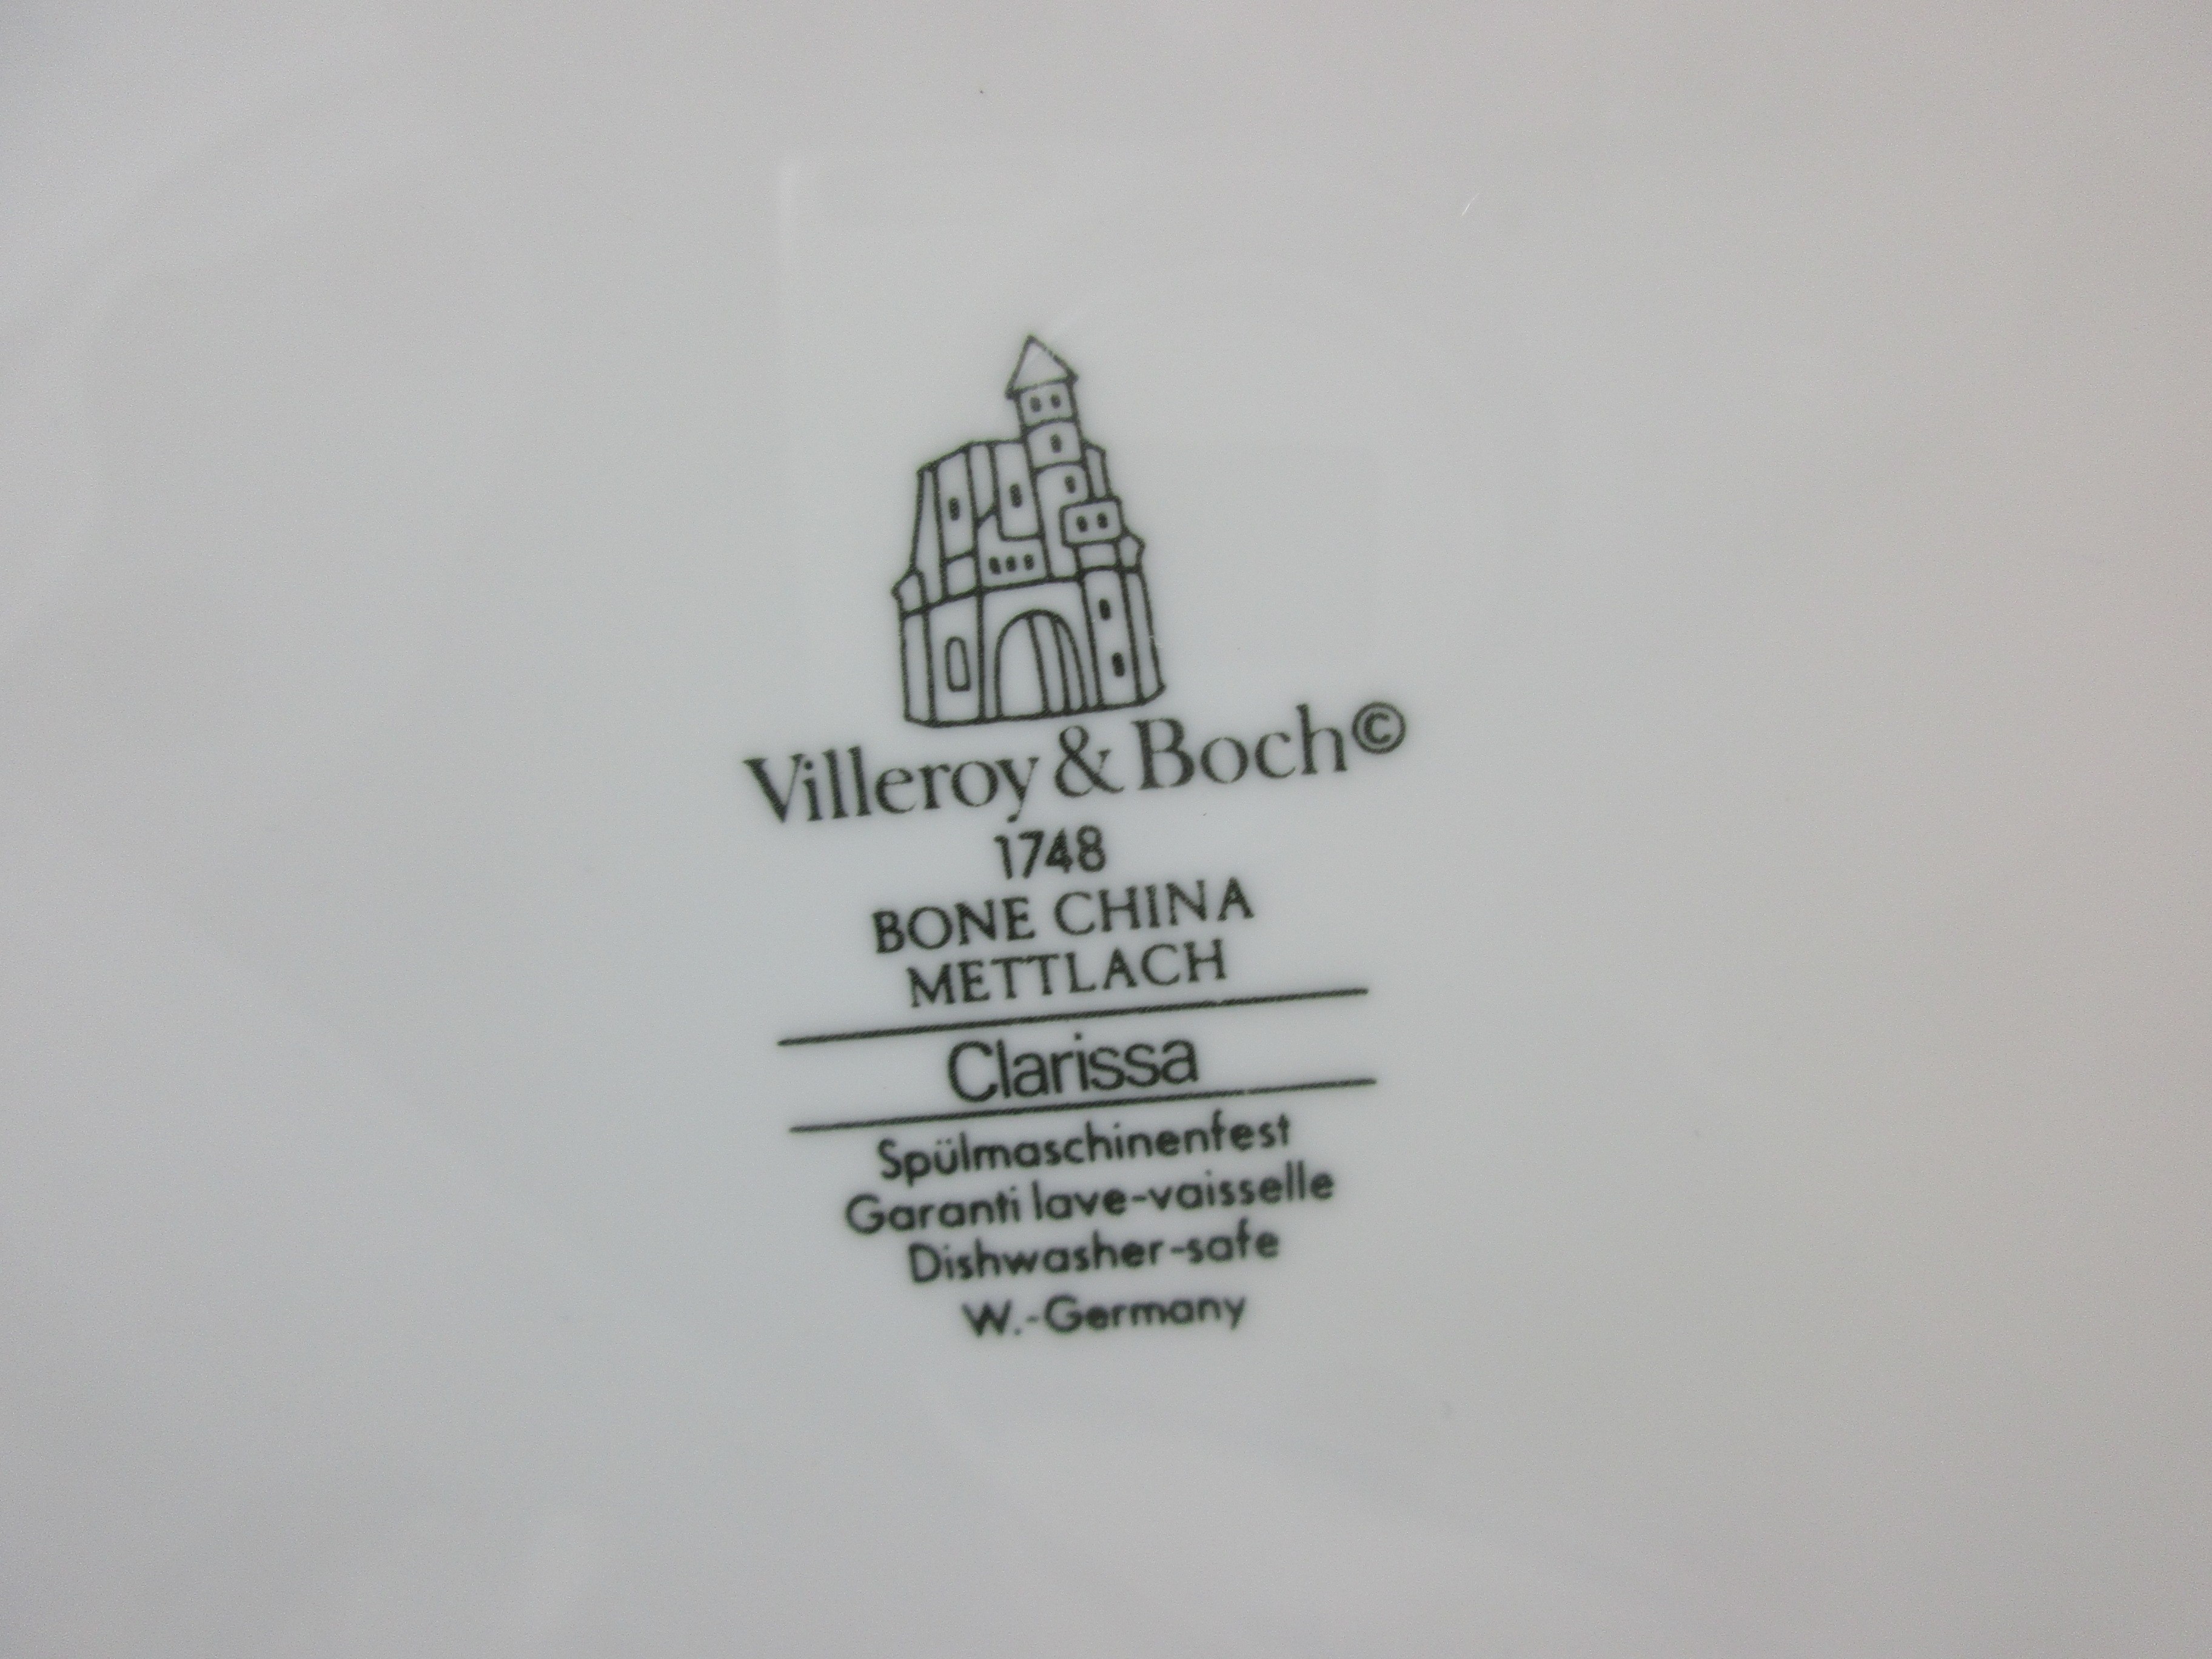 Villeroy & Boch©
1748
BONE CHINA
METTLACH
Clarissa
Spülmaschinenfest
Garanti lave-vaisselle
Dishwasher-safe
W.-Germany